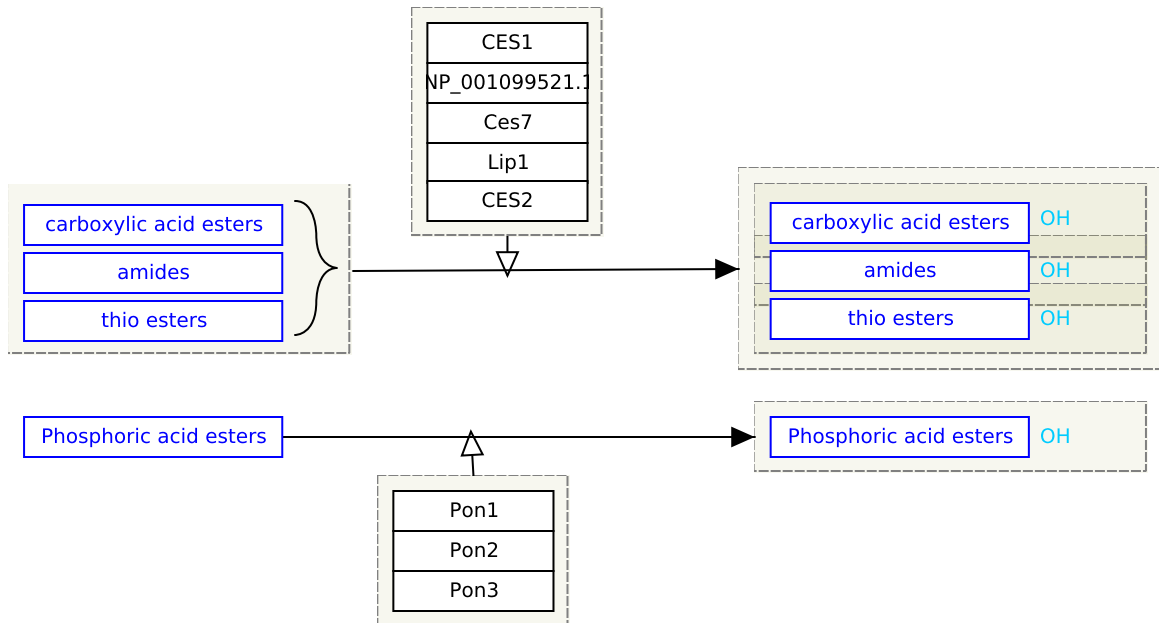 CES1
NP_001099521.1
Ces7
Lip1
CES2
carboxylic acid esters
amides
thio esters
carboxylic acid esters OH
amides OH
thio esters OH
Phosphoric acid esters
Phosphoric acid esters OH
Pon1
Pon2
Pon3